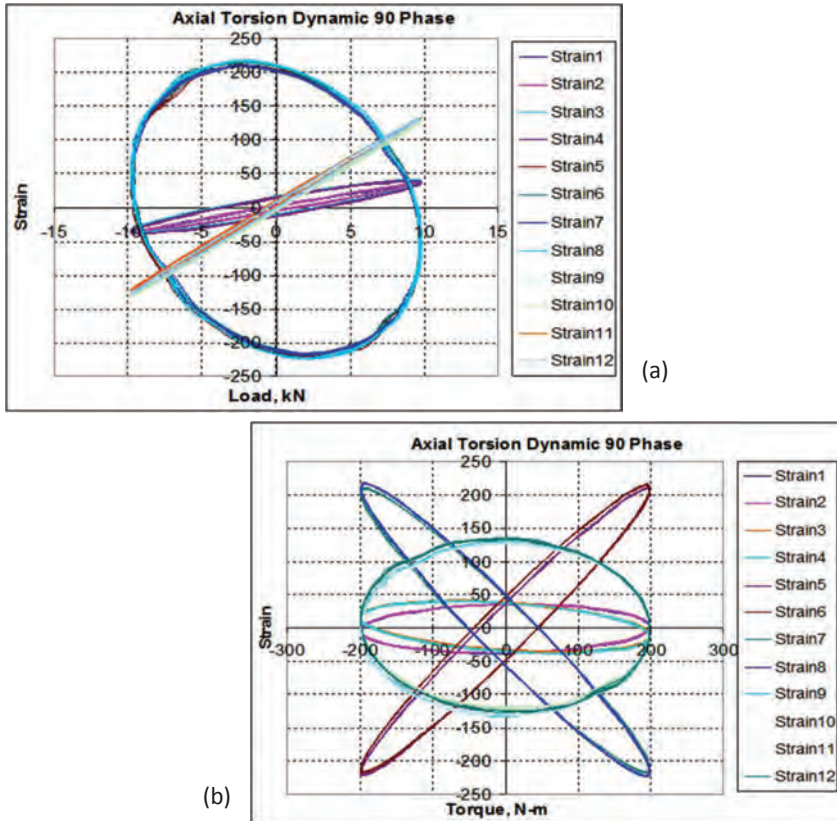 Axial Torsion Dynamic 90 Phase
250
200
150
100
50
0
-50
-100
-150
-200
-250
-15
-10
-5
0
5
10
15
Strain
Load, kN
Strain1
Strain2
Strain3
Strain4
Strain5
Strain6
Strain7
Strain8
Strain9
Strain10
Strain11
Strain12
(a)
Axial Torsion Dynamic 90 Phase
250
200
150
100
50
0
-50
-100
-150
-200
-250
-300
-200
-100
0
100
200
300
Strain
Torque, N-m
Strain1
Strain2
Strain3
Strain4
Strain5
Strain6
Strain7
Strain8
Strain9
Strain10
Strain11
Strain12
(b)